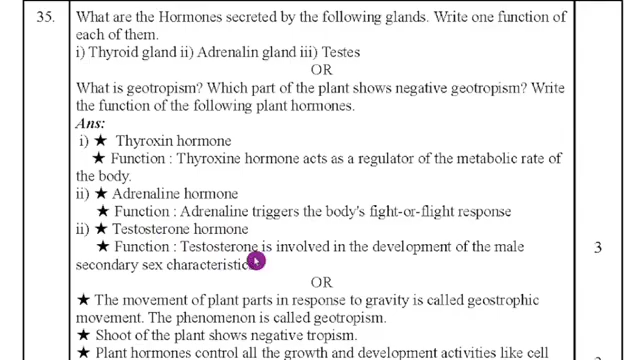 35. What are the Hormones secreted by the following glands. Write one function of
each of them.
i) Thyroid gland ii) Adrenalin gland iii) Testes
OR
What is geotropism? Which part of the plant shows negative geotropism? Write
the function of the following plant hormones.
Ans:
i) ★ Thyroxin hormone
★ Function : Thyroxine hormone acts as a regulator of the metabolic rate of
the body.
ii) ★ Adrenaline hormone
★ Function : Adrenaline triggers the body's fight-or-flight response
ii) ★ Testosterone hormone
★ Function : Testosterone is involved in the development of the male
secondary sex characteristic
3
OR
★ The movement of plant parts in response to gravity is called geostrophic
movement. The phenomenon is called geotropism.
★ Shoot of the plant shows negative tropism.
★ Plant hormones control all the growth and development activities like cell